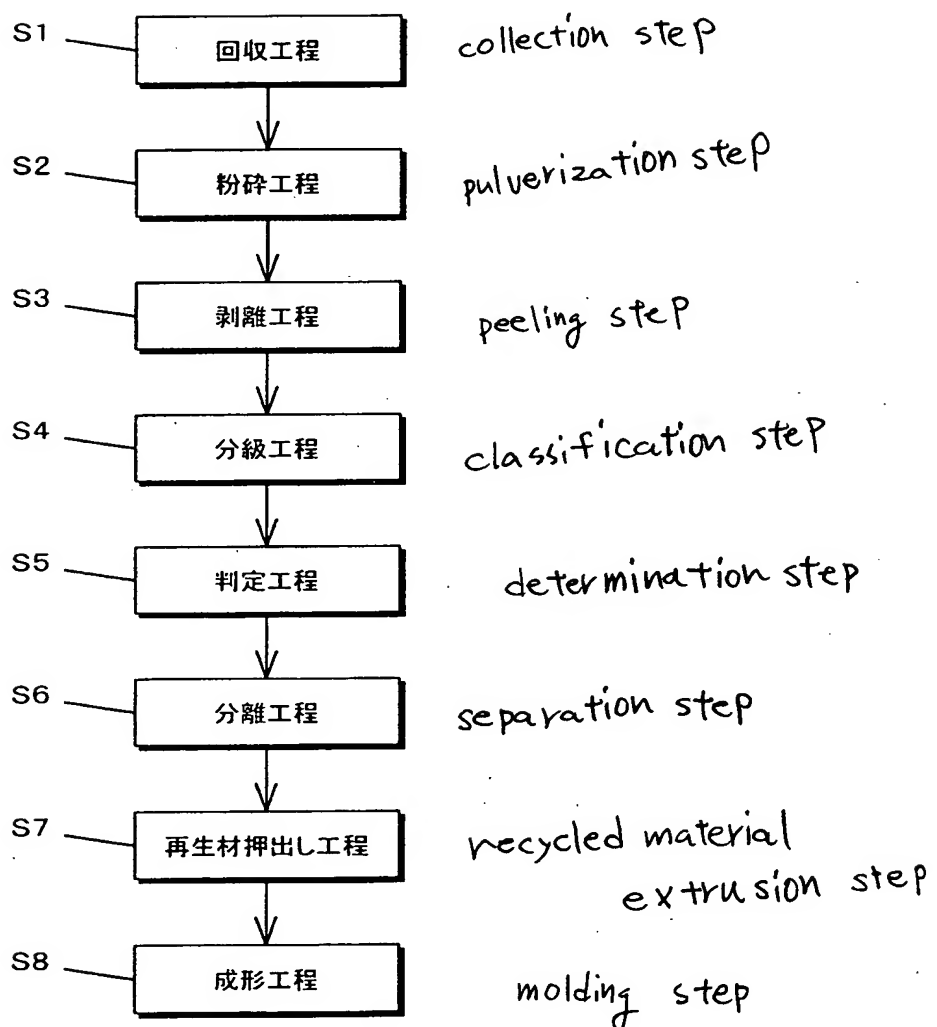 S1 回収工程 collection step
S2 粉砕工程 pulverization step
S3 剥離工程 peeling step
S4 分級工程 classification step
S5 判定工程 determination step
S6 分離工程 separation step
S7 再生材押出し工程 recycled material
extrusion step
S8 成形工程 molding step